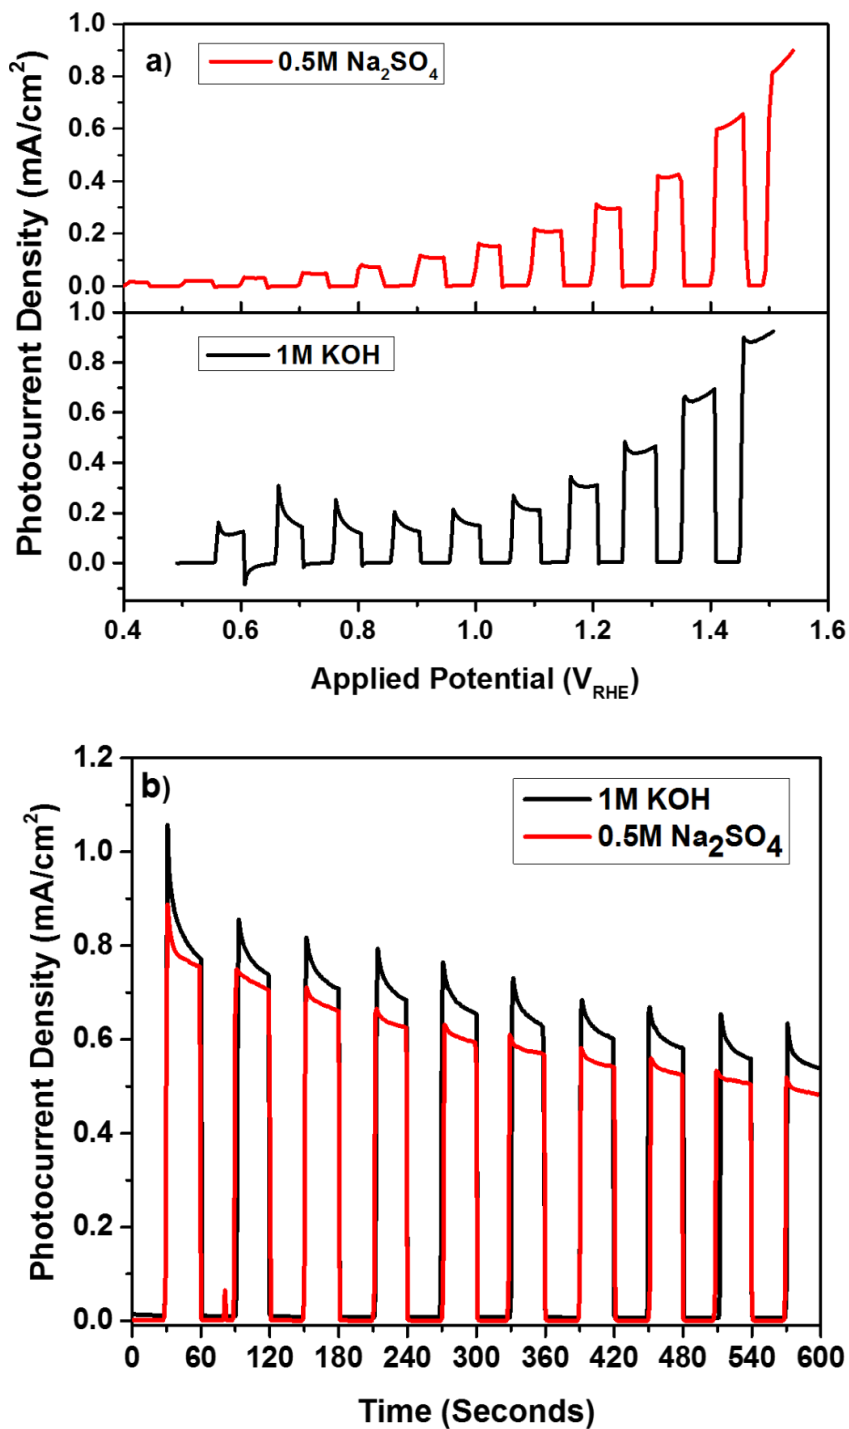 a)
0.5M Na₂SO₄
1.0
0.8
0.6
0.4
0.2
0.0
1M KOH
1.0
0.8
0.6
0.4
0.2
0.0
Photocurrent Density (mA/cm²)
0.4 0.6 0.8 1.0 1.2 1.4 1.6
Applied Potential (V_RHE)
b)
1M KOH
0.5M Na₂SO₄
1.2
1.0
0.8
0.6
0.4
0.2
0.0
Photocurrent Density (mA/cm²)
0 60 120 180 240 300 360 420 480 540 600
Time (Seconds)